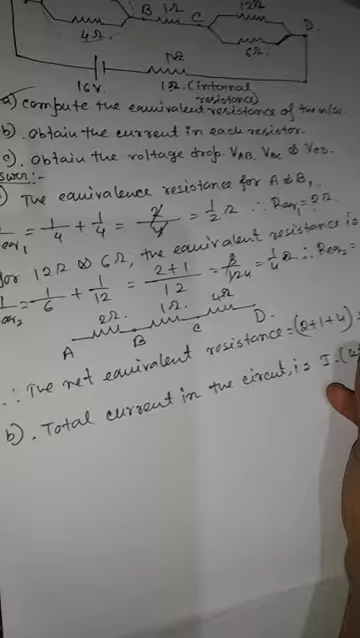 B 1Ω C 12Ω D.
4Ω. 6Ω.
16V. 1Ω. (internal resistance)
a) compute the equivalent resistance of the
b). obtain the current in each resistor.
c). obtain the voltage drop. VAB, VBC &
:-
The equivalence resistance for A & B,
= 1/4 + 1/4 = 2/4 = 1/2 Ω ∴ Req1 = 2Ω
for 12Ω & 6Ω, the equivalent resistance is
= 1/6 + 1/12 = 2+1/12 = 3/12 4 = 1/4 Ω ∴ Req2 =
A 2Ω B 1Ω C 4Ω D.
∴ The net equivalent resistance = (2+1+4) =
b). Total current in the circut, is I.